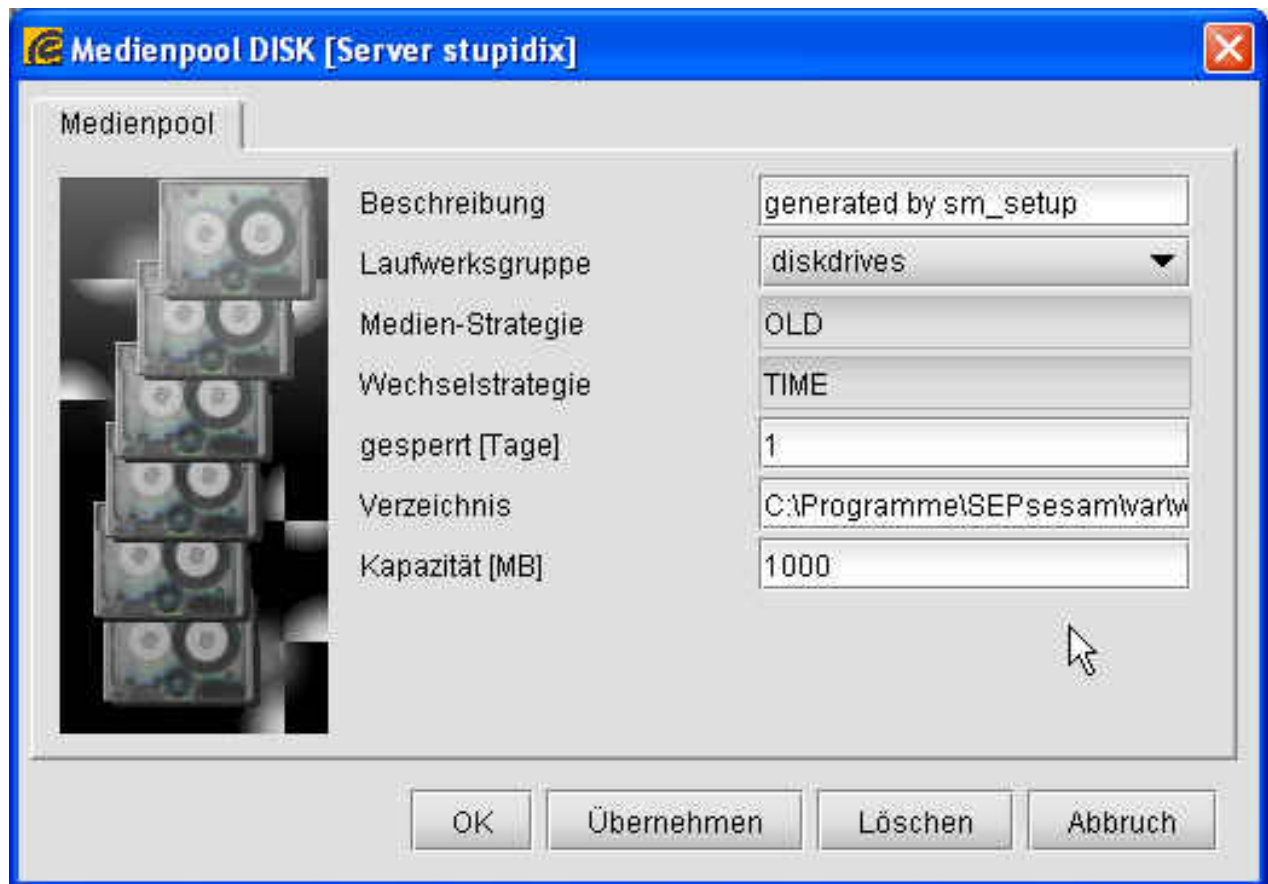 Medienpool DISK [Server stupidix]
Medienpool
Beschreibung generated by sm_setup
Laufwerksgruppe diskdrives
Medien-Strategie OLD
Wechselstrategie TIME
gesperrt [Tage] 1
Verzeichnis C:\Programme\SEPsesam\var\w
Kapazität [MB] 1000
OK Übernehmen Löschen Abbruch